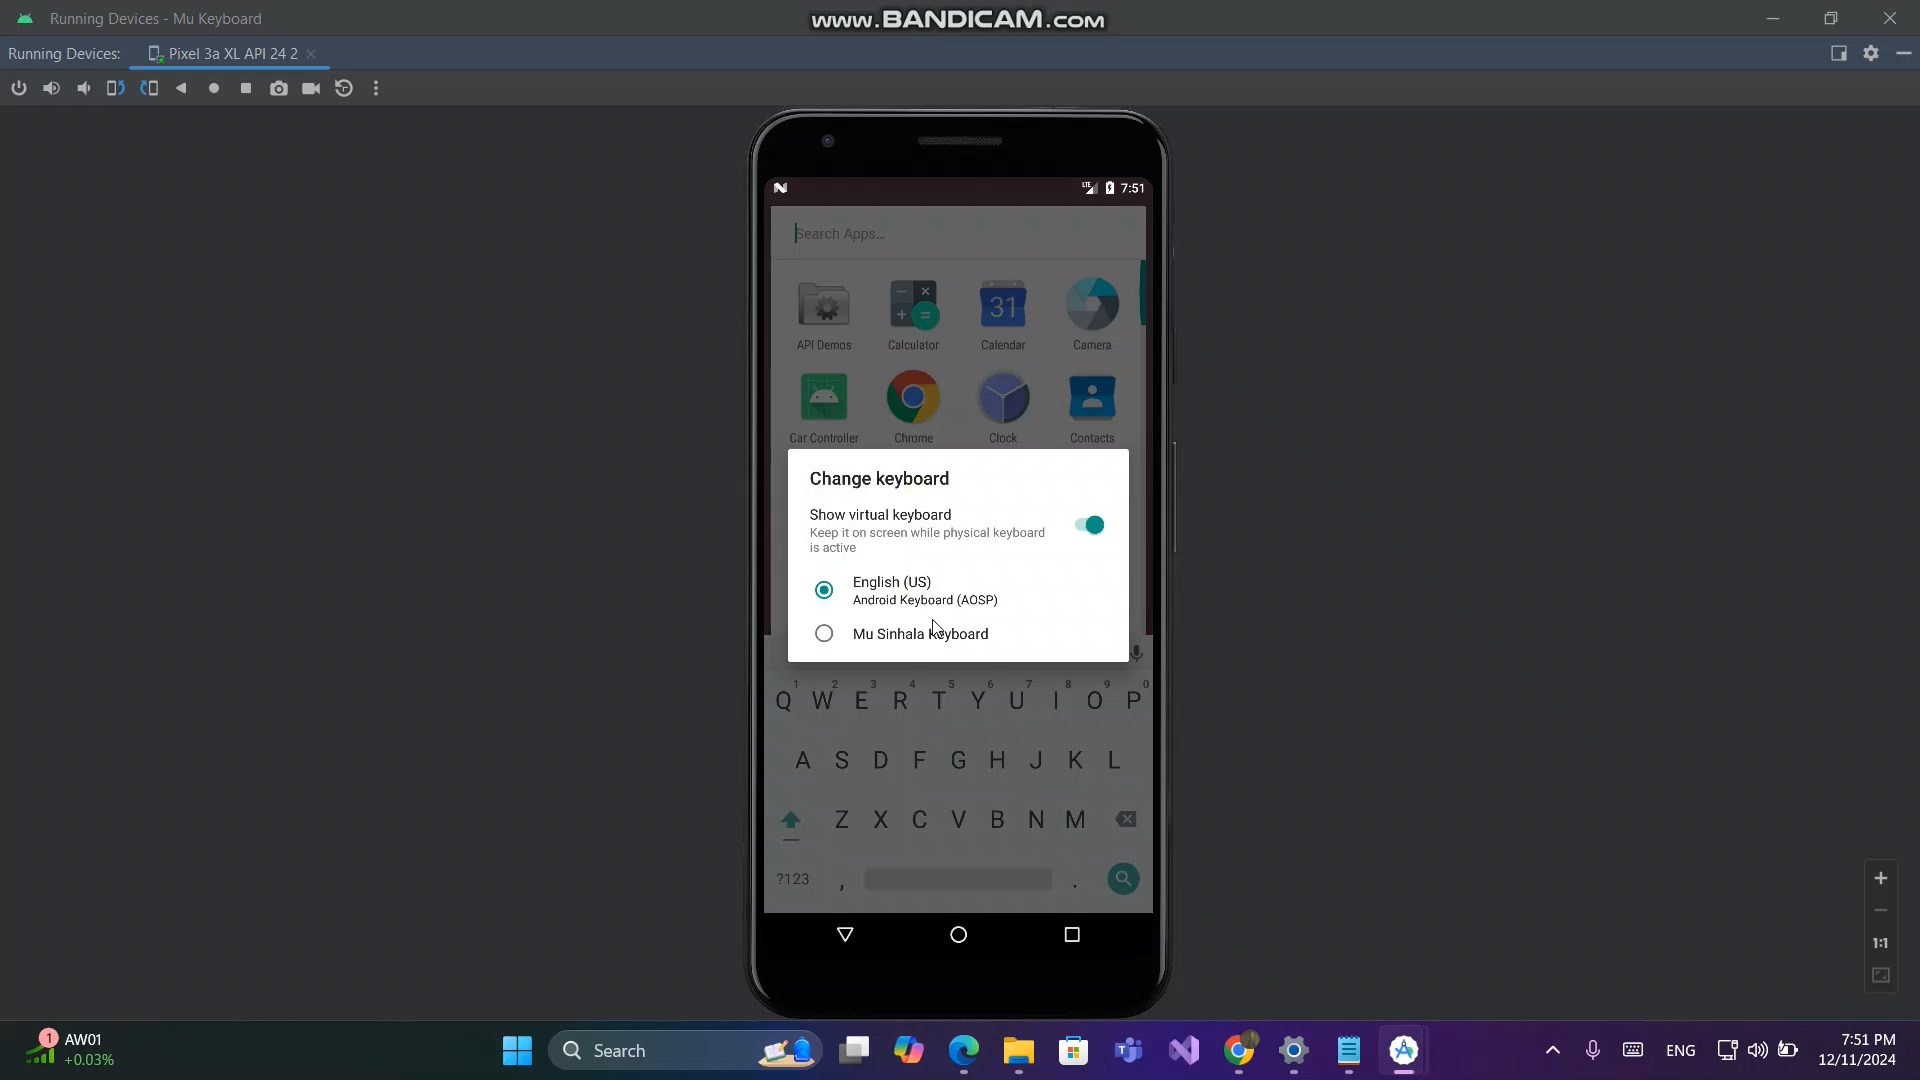 Running Devices - Mu Keyboard
www.BANDICAM.com
Running Devices:
Pixel 3a XL API 24 2
LTE
7:51
Search Apps...
31
API Demos
Calculator
Calendar
Camera
Car Controller
Chrome
Clock
Contacts
Change keyboard
Show virtual keyboard
Keep it on screen while physical keyboard
is active
English (US)
Android Keyboard (AOSP)
Mu Sinhala Keyboard
1 2 3 4 5 6 7 8 9 0
Q W E R T Y U I O P
A S D F G H J K L
Z X C V B N M
?123 , .
1:1
1
AW01
+0.03%
Search
ENG
7:51 PM
12/11/2024